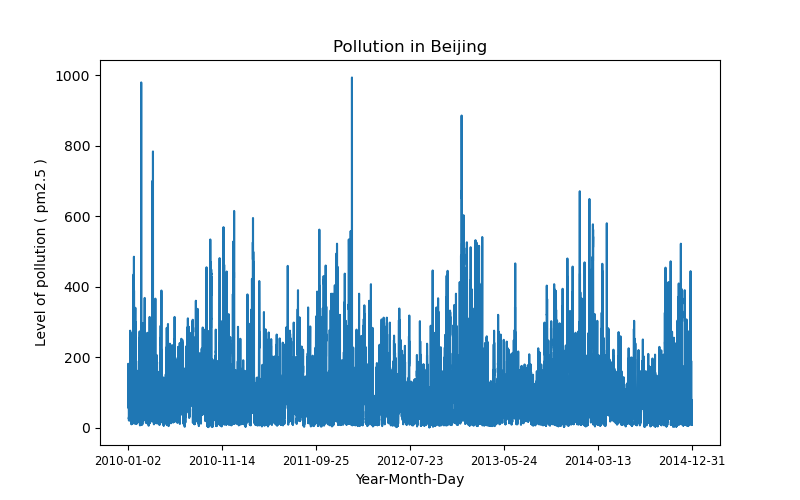 Pollution in Beijing
Level of pollution ( pm2.5 )
1000
800
600
400
200
0
2010-01-02 2010-11-14 2011-09-25 2012-07-23 2013-05-24 2014-03-13 2014-12-31
Year-Month-Day